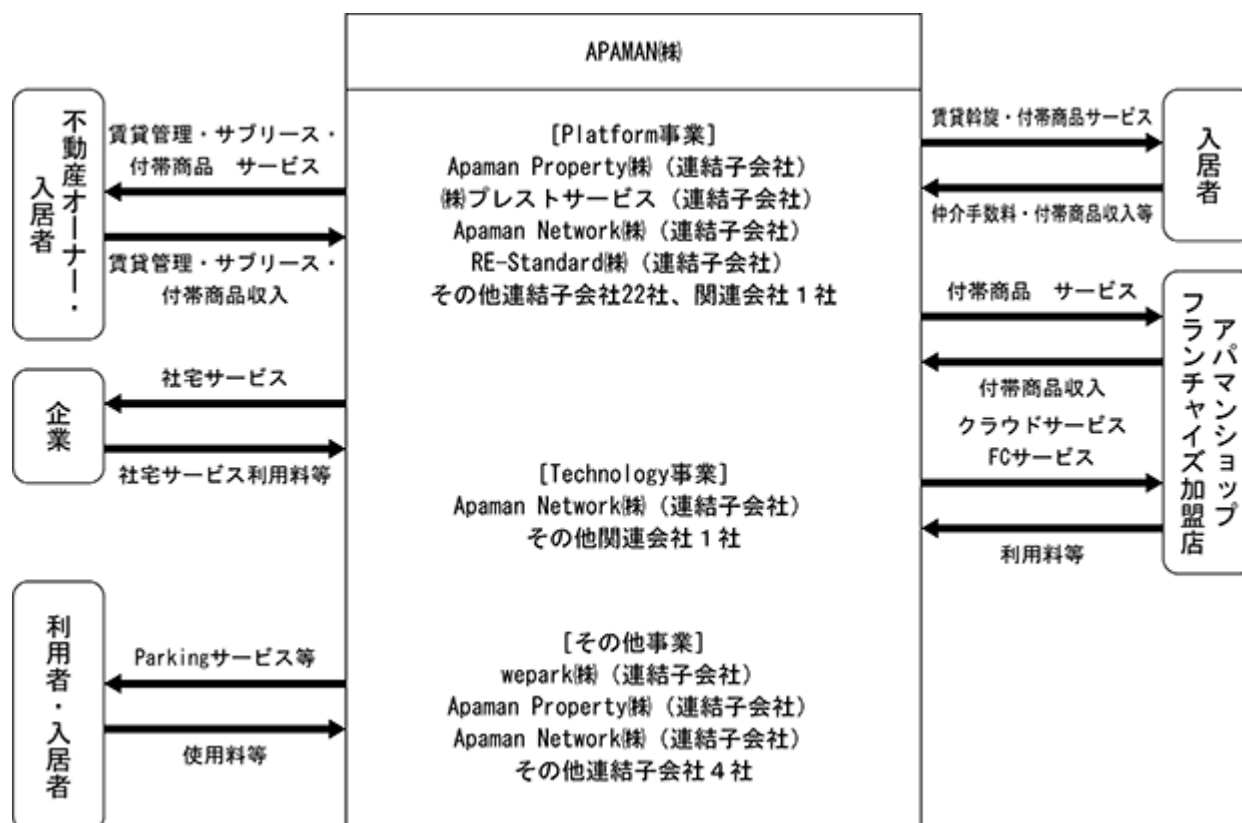 APAMAN㈱
不動産オーナー・
入居者
賃貸管理・サブリース・
付帯商品　サービス
賃貸管理・サブリース・
付帯商品収入
企業
社宅サービス
社宅サービス利用料等
利用者・入居者
Parkingサービス等
使用料等
[Platform事業]
Apaman Property㈱（連結子会社）
㈱プレストサービス（連結子会社）
Apaman Network㈱（連結子会社）
RE-Standard㈱（連結子会社）
その他連結子会社22社、関連会社１社
[Technology事業]
Apaman Network㈱（連結子会社）
その他関連会社１社
[その他事業]
wepark㈱（連結子会社）
Apaman Property㈱（連結子会社）
Apaman Network㈱（連結子会社）
その他連結子会社４社
賃貸斡旋・付帯商品サービス
仲介手数料・付帯商品収入等
入居者
付帯商品　サービス
付帯商品収入
クラウドサービス
FCサービス
利用料等
アパマンショップ
フランチャイズ加盟店